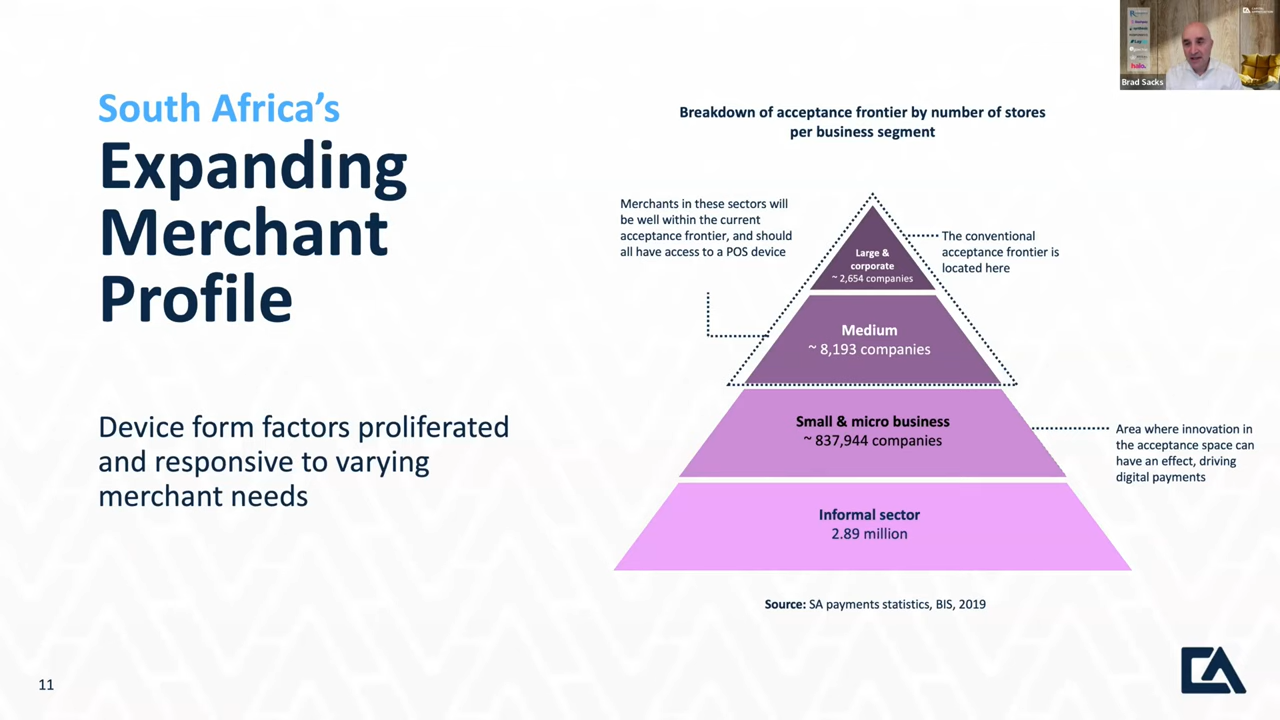 South Africa's
Expanding
Merchant
Profile
Device form factors proliferated
and responsive to varying
merchant needs
Breakdown of acceptance frontier by number of stores
per business segment
Merchants in these sectors will
be well within the current
acceptance frontier, and should
all have access to a POS device
The conventional
acceptance frontier is
located here
Large &
corporate
~ 2,654 companies
Medium
~ 8,193 companies
Small & micro business
~ 837,944 companies
Area where innovation in
the acceptance space can
have an effect, driving
digital payments
Informal sector
2.89 million
Source: SA payments statistics, BIS, 2019
11
CA
Brad Sacks
halo